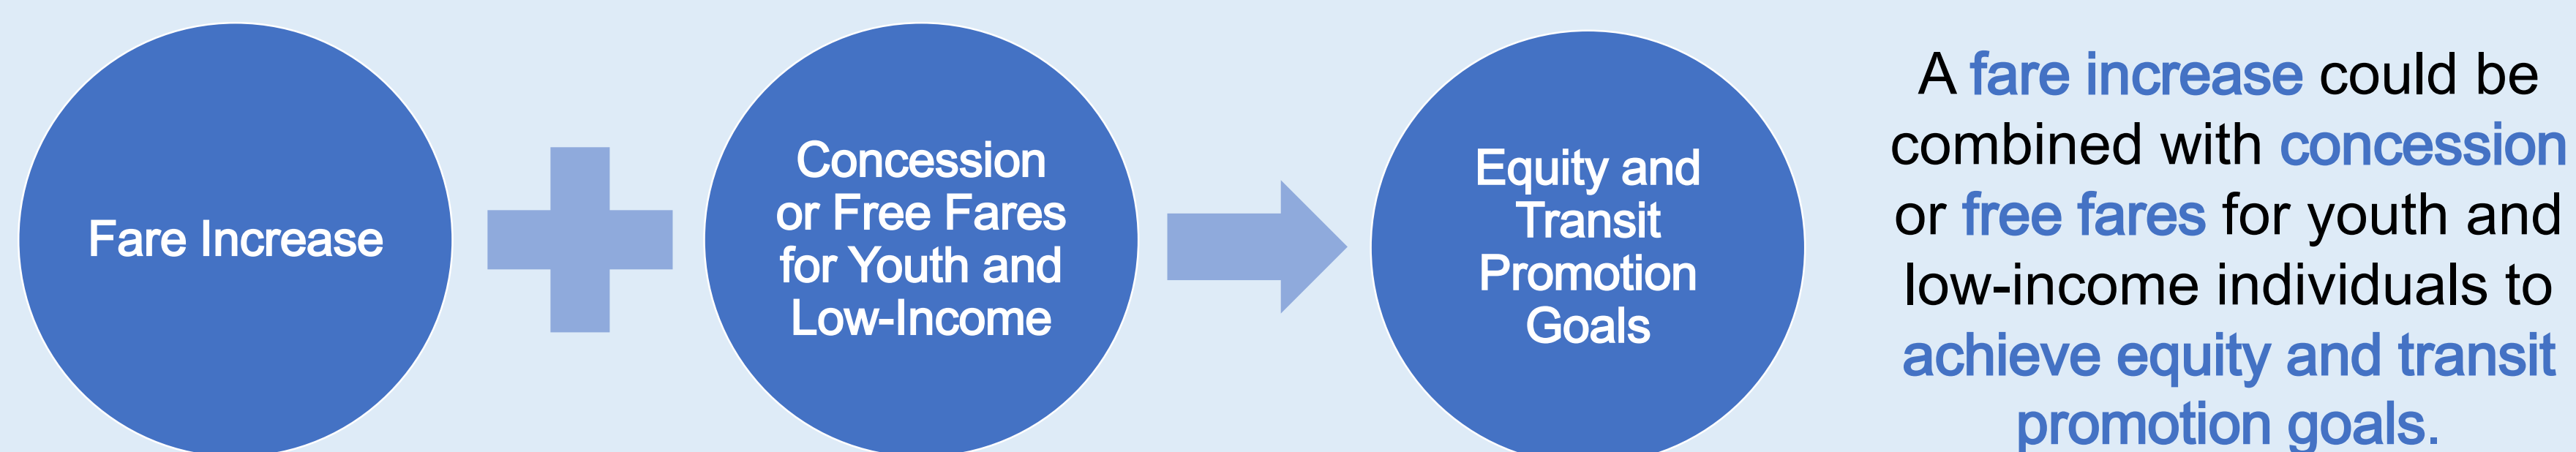 Fare Increase
Concession
or Free Fares
for Youth and
Low-Income
Equity and
Transit
Promotion
Goals
A fare increase could be
combined with concession
or free fares for youth and
low-income individuals to
achieve equity and transit
promotion goals.